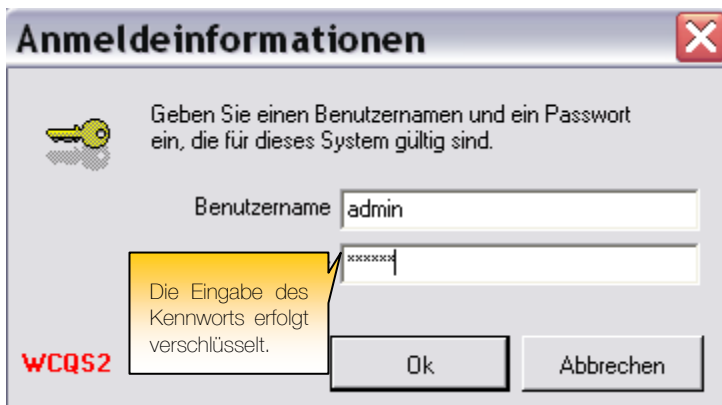 Anmeldeinformationen
Geben Sie einen Benutzernamen und ein Passwort
ein, die für dieses System gültig sind.
Benutzername admin
******
Die Eingabe des
Kennworts erfolgt
verschlüsselt.
WCQS2
Ok
Abbrechen